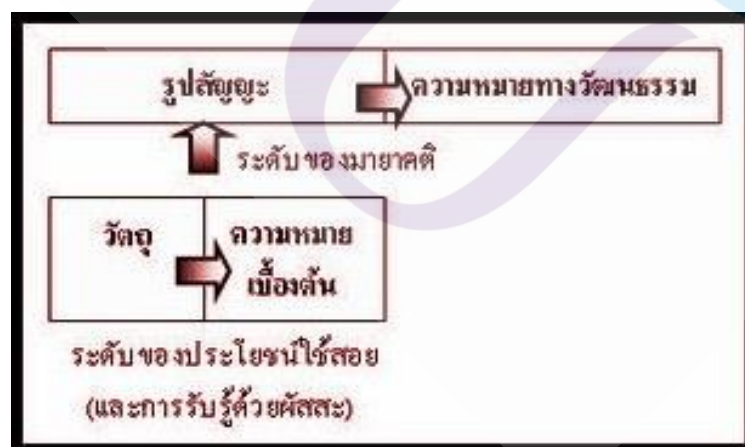 รูปสัญญะ
ความหมายทางวัฒนธรรม
ระดับของมายาคติ
วัตถุ
ความหมาย
เบื้องต้น
ระดับของประโยชน์ใช้สอย
(และการรับรู้ด้วยผัสสะ)